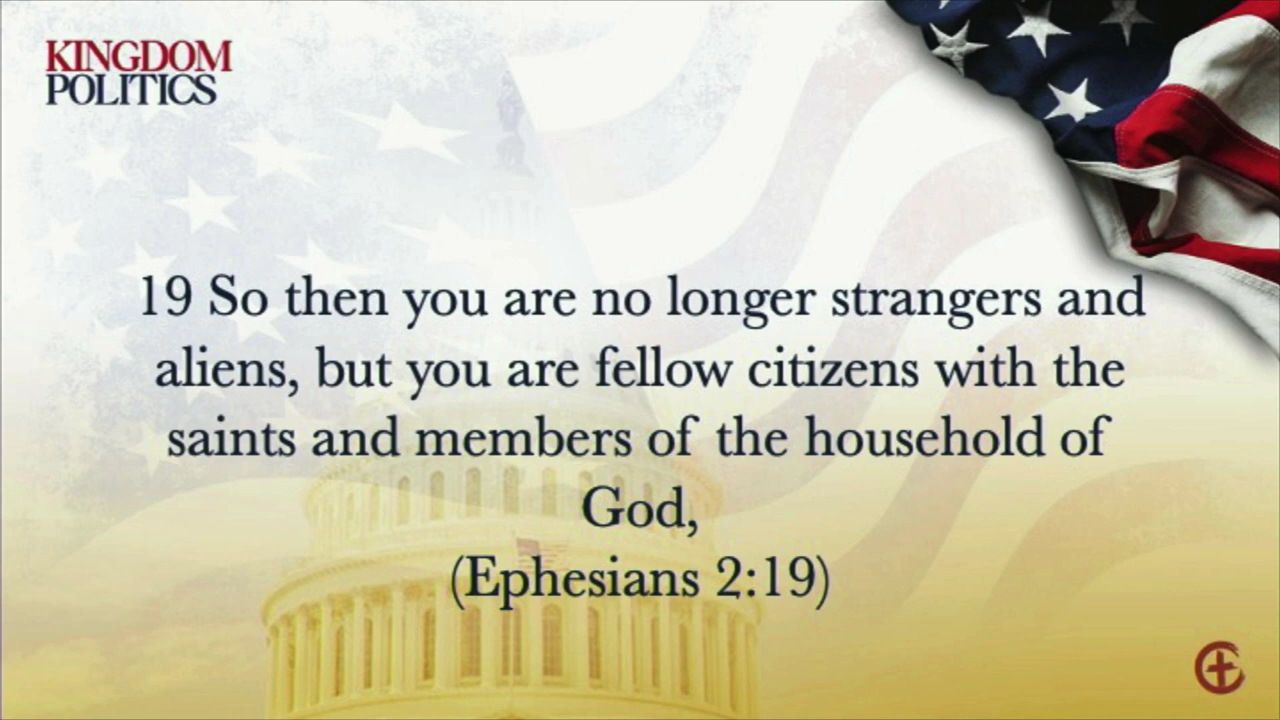 KINGDOM
POLITICS
19 So then you are no longer strangers and
aliens, but you are fellow citizens with the
saints and members of the household of
God,
(Ephesians 2:19)